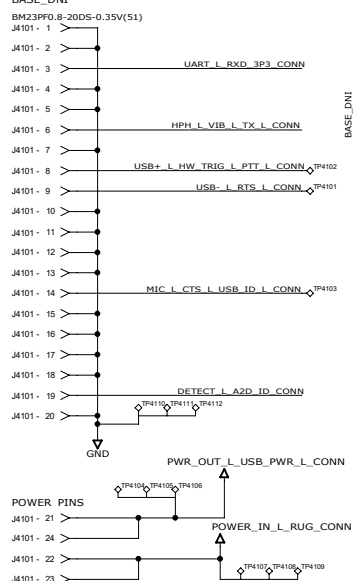 BASE_DNI
BM23PF0.8-20DS-0.35V(51)
J4101 - 1
J4101 - 2
J4101 - 3 UART_L_RXD_3P3_CONN
J4101 - 4
J4101 - 5
J4101 - 6 HPH_L_VIB_L_TX_L_CONN
J4101 - 7
J4101 - 8 USB+_L_HW_TRIG_L_PTT_L_CONN TP4102
J4101 - 9 USB-_L_RTS_L_CONN TP4101
J4101 - 10
J4101 - 11
J4101 - 12
J4101 - 13
J4101 - 14 MIC_L_CTS_L_USB_ID_L_CONN TP4103
J4101 - 15
J4101 - 16
J4101 - 17
J4101 - 18
J4101 - 19 DETECT_L_A2D_ID_CONN
J4101 - 20 TP4110 TP4111 TP4112
GND
BASE_DNI
PWR_OUT_L_USB_PWR_L_CONN
TP4104 TP4105 TP4106
POWER PINS
J4101 - 21
J4101 - 24
POWER_IN_L_RUG_CONN
J4101 - 22
TP4107 TP4108 TP4109
J4101 - 23